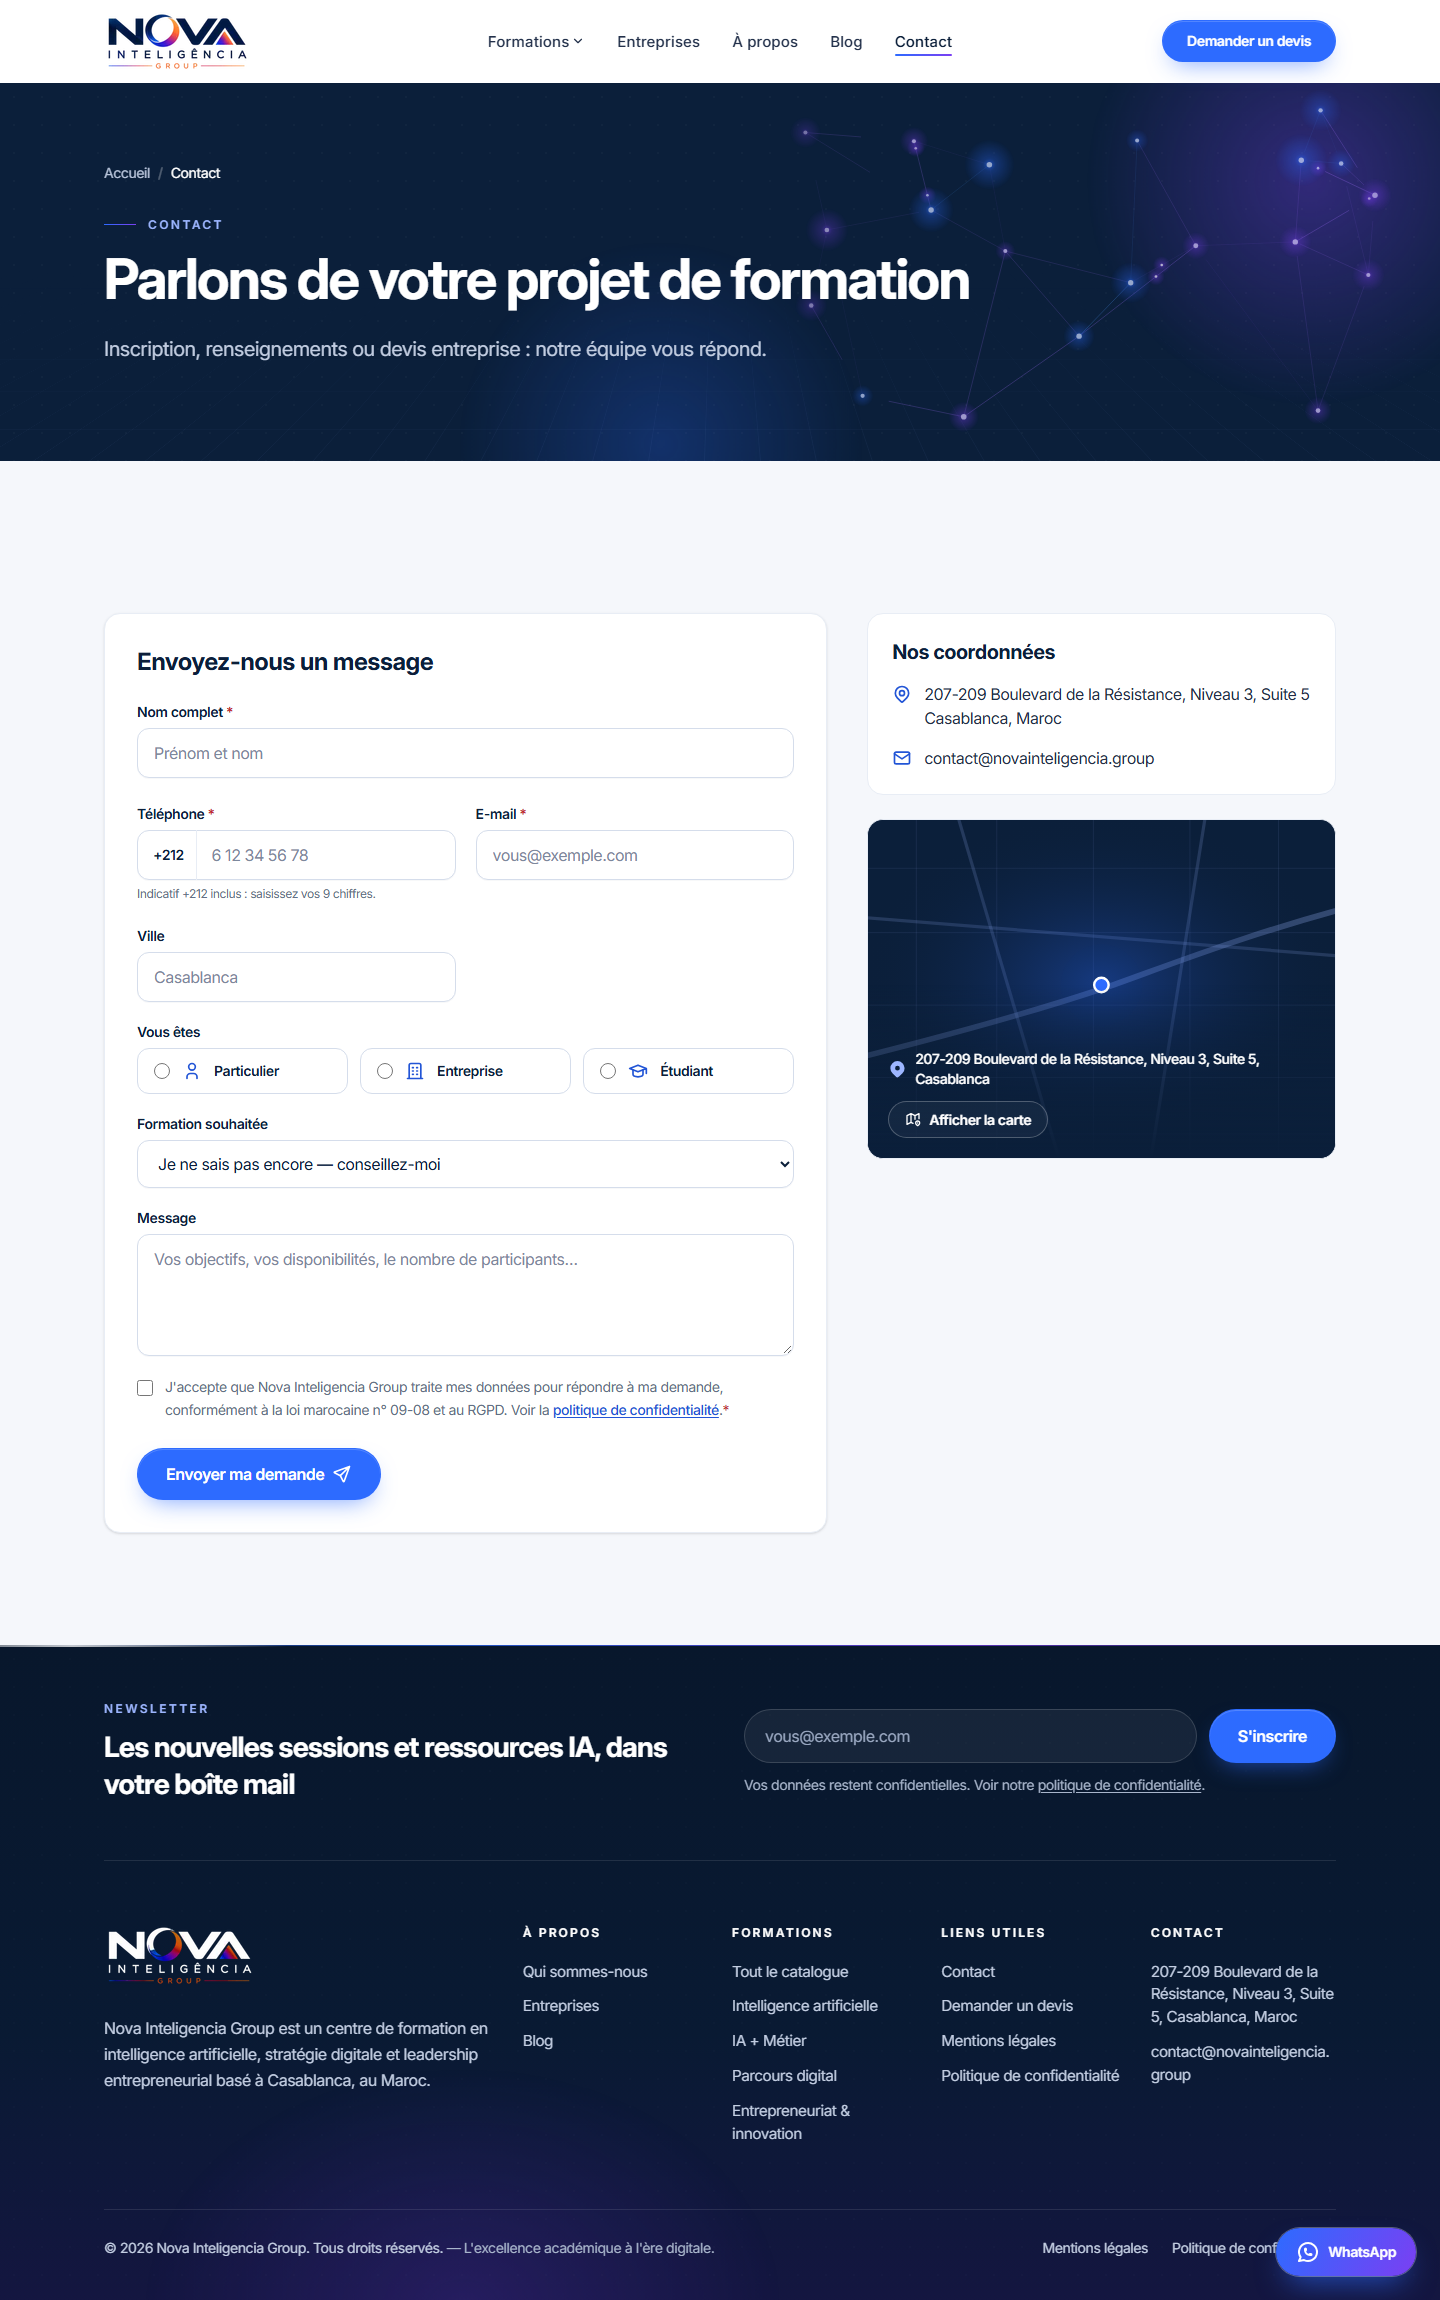 NOVA
INTELIGÊNCIA
GROUP
Formations
Entreprises
À propos
Blog
Contact
Demander un devis
Accueil / Contact
CONTACT
Parlons de votre projet de formation
Inscription, renseignements ou devis entreprise : notre équipe vous répond.
Envoyez-nous un message
Nom complet *
Prénom et nom
Téléphone *
+212
6 12 34 56 78
Indicatif +212 inclus : saisissez vos 9 chiffres.
E-mail *
vous@exemple.com
Ville
Casablanca
Vous êtes
Particulier
Entreprise
Étudiant
Formation souhaitée
Je ne sais pas encore — conseillez-moi
Message
Vos objectifs, vos disponibilités, le nombre de participants...
J'accepte que Nova Inteligencia Group traite mes données pour répondre à ma demande,
conformément à la loi marocaine n° 09-08 et au RGPD. Voir la politique de confidentialité.*
Envoyer ma demande
Nos coordonnées
207-209 Boulevard de la Résistance, Niveau 3, Suite 5
Casablanca, Maroc
contact@novainteligencia.group
207-209 Boulevard de la Résistance, Niveau 3, Suite 5,
Casablanca
Afficher la carte
NEWSLETTER
Les nouvelles sessions et ressources IA, dans
votre boîte mail
vous@exemple.com
S'inscrire
Vos données restent confidentielles. Voir notre politique de confidentialité.
NOVA
INTELIGÊNCIA
GROUP
Nova Inteligencia Group est un centre de formation en
intelligence artificielle, stratégie digitale et leadership
entrepreneurial basé à Casablanca, au Maroc.
À PROPOS
Qui sommes-nous
Entreprises
Blog
FORMATIONS
Tout le catalogue
Intelligence artificielle
IA + Métier
Parcours digital
Entrepreneuriat &
innovation
LIENS UTILES
Contact
Demander un devis
Mentions légales
Politique de confidentialité
CONTACT
207-209 Boulevard de la
Résistance, Niveau 3, Suite
5, Casablanca, Maroc
contact@novainteligencia.
group
© 2026 Nova Inteligencia Group. Tous droits réservés. — L'excellence académique à l'ère digitale.
Mentions légales
Politique de conf
WhatsApp